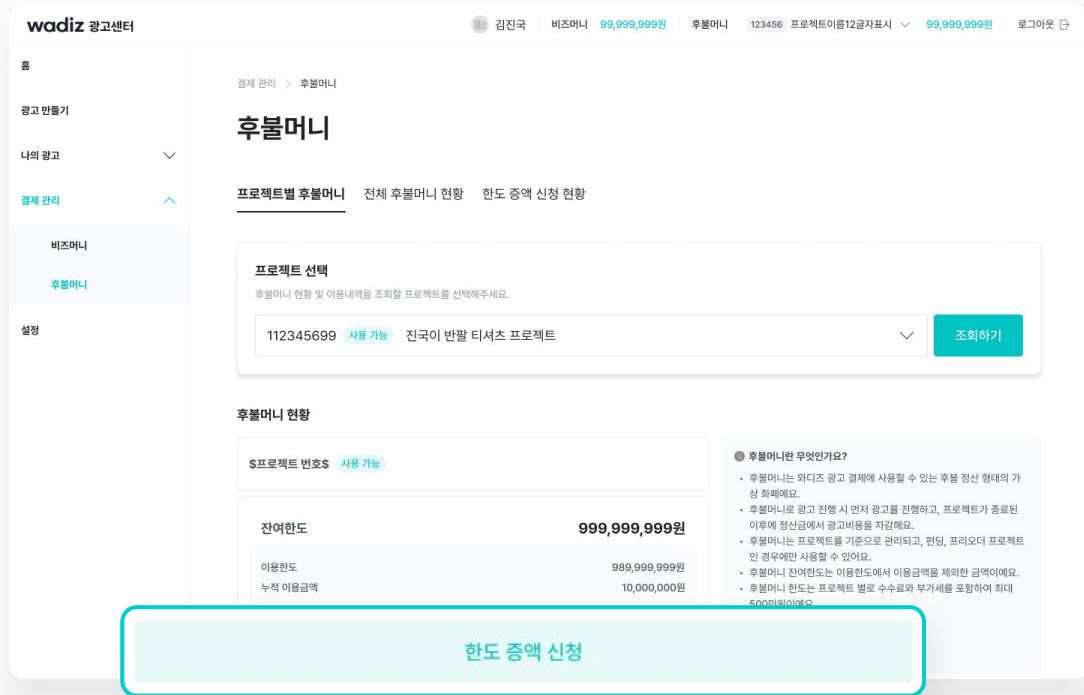 wadiz 광고센터
김진국 비즈머니 99,999,999원 후불머니 123456 프로젝트이름12글자표시 99,999,999원 로그아웃
홈
광고 만들기
나의 광고
결제 관리
비즈머니
후불머니
설정
결제 관리 > 후불머니
후불머니
프로젝트별 후불머니 전체 후불머니 현황 한도 증액 신청 현황
프로젝트 선택
후불머니 현황 및 이용내역을 조회할 프로젝트를 선택해주세요.
112345699 사용 가능 진국이 반팔 티셔츠 프로젝트 조회하기
후불머니 현황
$프로젝트 번호$ 사용 가능
잔여한도 999,999,999원
이용한도 989,999,999원
누적 이용금액 10,000,000원
후불머니란 무엇인가요?
• 후불머니는 와디즈 광고 결제에 사용할 수 있는 후불 정산 형태의 가
상 화폐예요.
• 후불머니로 광고 진행 시 먼저 광고를 진행하고, 프로젝트가 종료된
이후에 정산금에서 광고비용을 차감해요.
• 후불머니는 프로젝트를 기준으로 관리되고, 펀딩, 프리오더 프로젝트
인 경우에만 사용할 수 있어요.
• 후불머니 잔여한도는 이용한도에서 이용금액을 제외한 금액이예요.
• 후불머니 한도는 프로젝트 별로 수수료와 부가세를 포함하여 최대
500만원이예요
한도 증액 신청